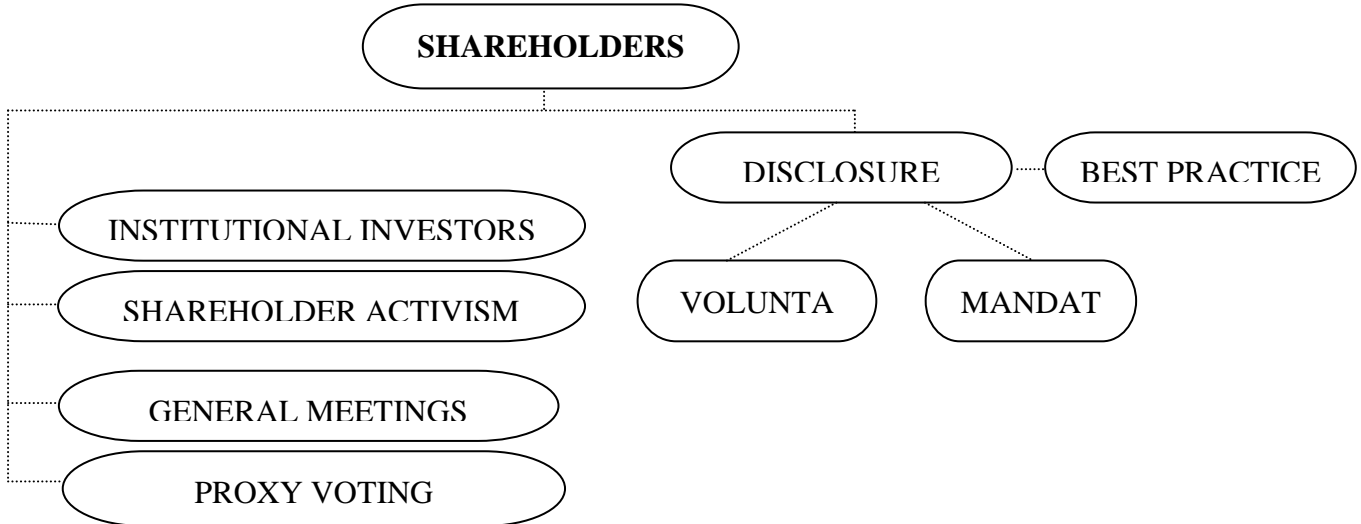 SHAREHOLDERS
DISCLOSURE
BEST PRACTICE
INSTITUTIONAL INVESTORS
SHAREHOLDER ACTIVISM
VOLUNTA
MANDAT
GENERAL MEETINGS
PROXY VOTING